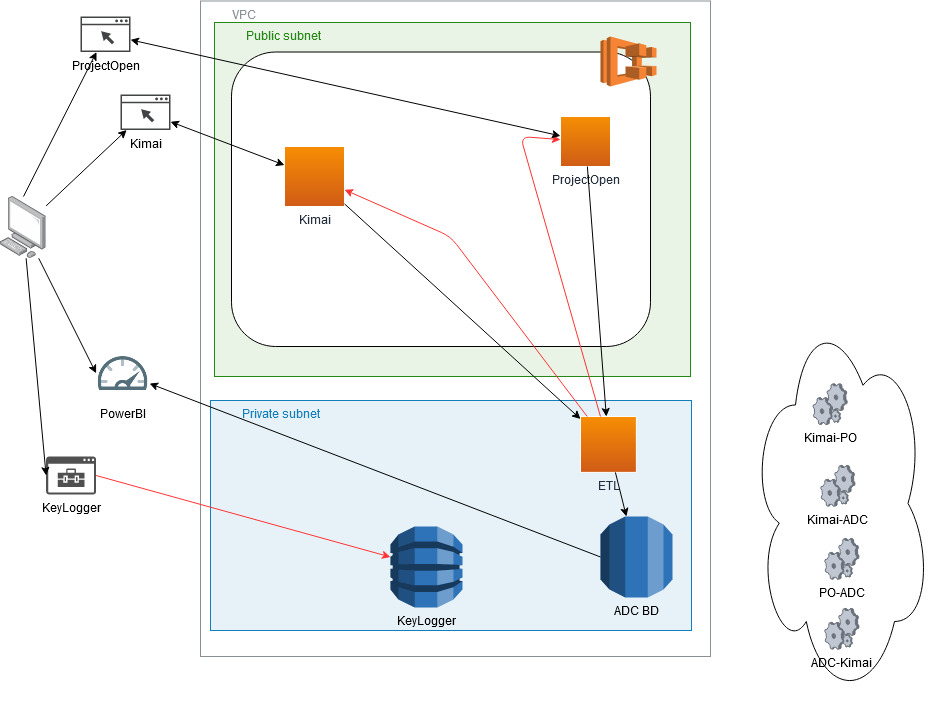 VPC
Public subnet
ProjectOpen
Kimai
ProjectOpen
Kimai
PowerBI
Private subnet
Kimai-PO
ETL
KeyLogger
Kimai-ADC
PO-ADC
ADC BD
KeyLogger
ADC-Kimai